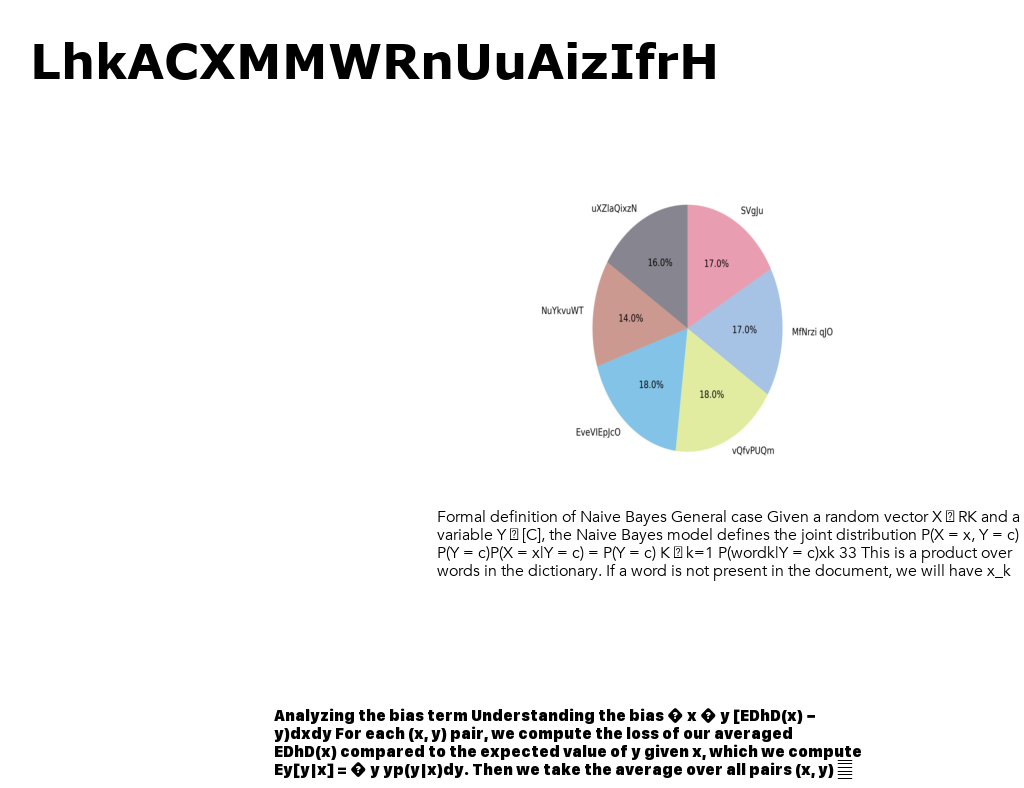 LhkACXMMWRnUuAizIfrH
uXZlaQixzN
SVgJu
16.0%
17.0%
NuYkvuWT
14.0%
17.0%
MfNrzi qJO
18.0%
18.0%
EveVIEpJcO
vQfvPUQm
Formal definition of Naive Bayes General case Given a random vector X � RK and a
variable Y � [C], the Naive Bayes model defines the joint distribution P(X = x, Y = c)
P(Y = c)P(X = x|Y = c) = P(Y = c) K � k=1 P(wordk|Y = c)xk 33 This is a product over
words in the dictionary. If a word is not present in the document, we will have x_k
Analyzing the bias term Understanding the bias � x � y [EDhD(x) −
y)dxdy For each (x, y) pair, we compute the loss of our averaged
EDhD(x) compared to the expected value of y given x, which we compute
Ey[y|x] = � y yp(y|x)dy. Then we take the average over all pairs (x, y)